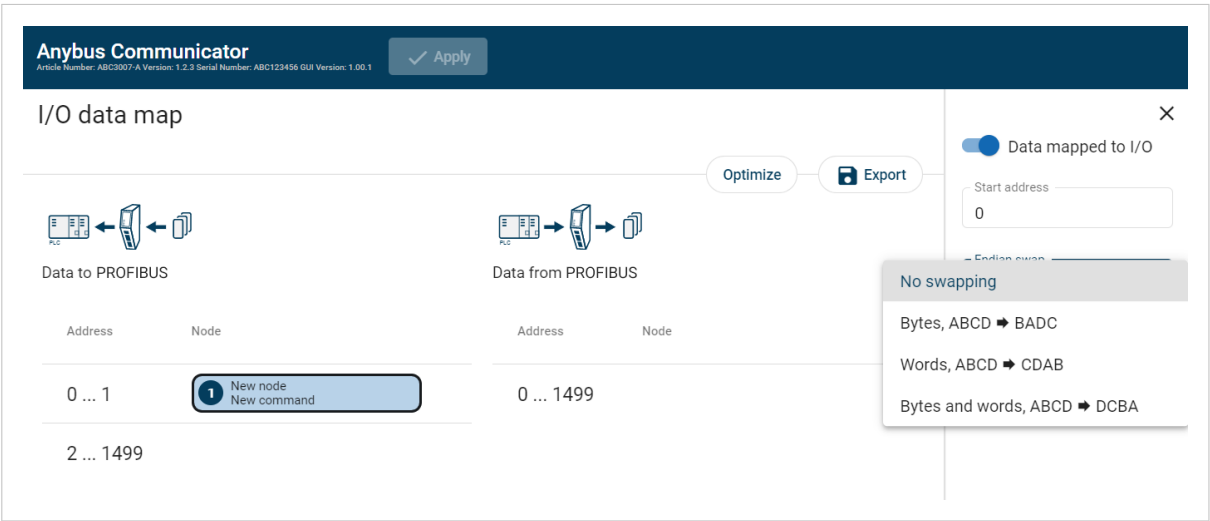 Anybus Communicator
Article Number: ABC3007-A Version: 1.2.3 Serial Number: ABC123456 GUI Version: 1.00.1
Apply
I/O data map
Data mapped to I/O
Optimize
Export
Start address
0
PLC
PLC
Data to PROFIBUS
Data from PROFIBUS
Endian swap
No swapping
Bytes, ABCD ➡ BADC
Words, ABCD ➡ CDAB
Bytes and words, ABCD ➡ DCBA
Address Node
Address Node
0 ... 1
1
New node
New command
0 ... 1499
2 ... 1499